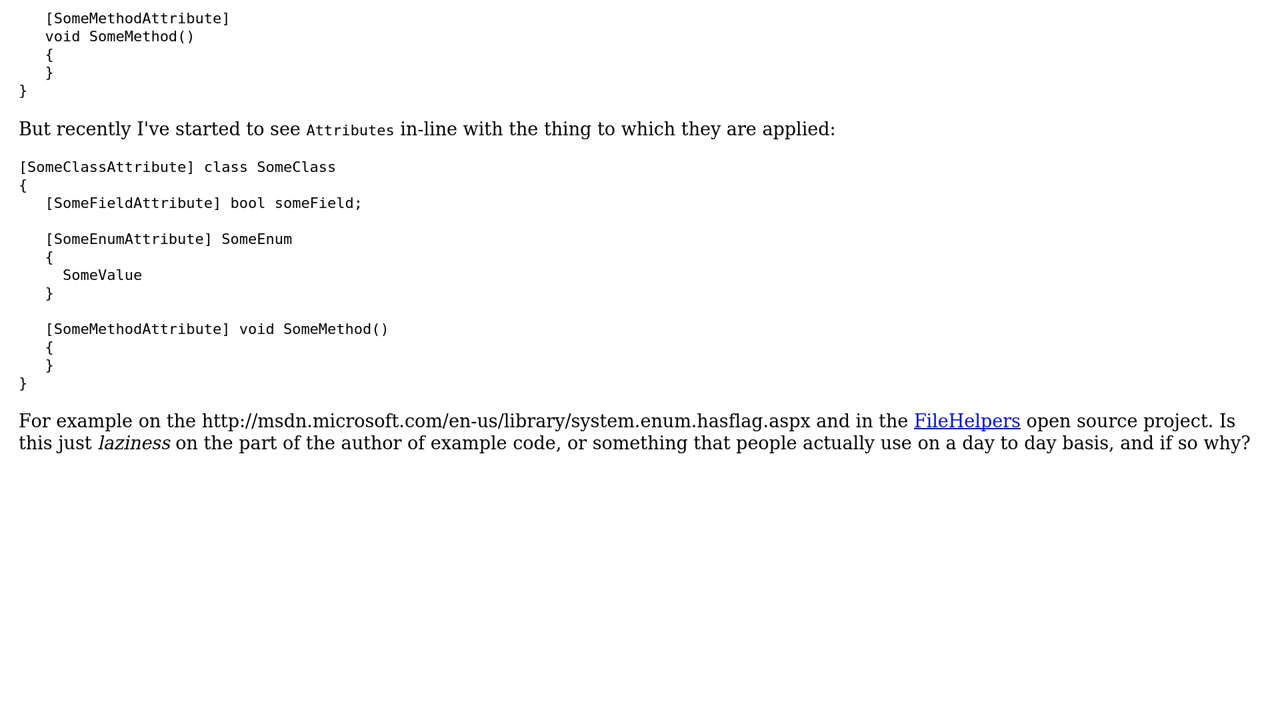 [SomeMethodAttribute]
   void SomeMethod()
   {
   }
}
But recently I've started to see Attributes in-line with the thing to which they are applied:
[SomeClassAttribute] class SomeClass
{
   [SomeFieldAttribute] bool someField;
   [SomeEnumAttribute] SomeEnum
   {
     SomeValue
   }
   [SomeMethodAttribute] void SomeMethod()
   {
   }
}
For example on the http://msdn.microsoft.com/en-us/library/system.enum.hasflag.aspx and in the FileHelpers open source project. Is
this just laziness on the part of the author of example code, or something that people actually use on a day to day basis, and if so why?